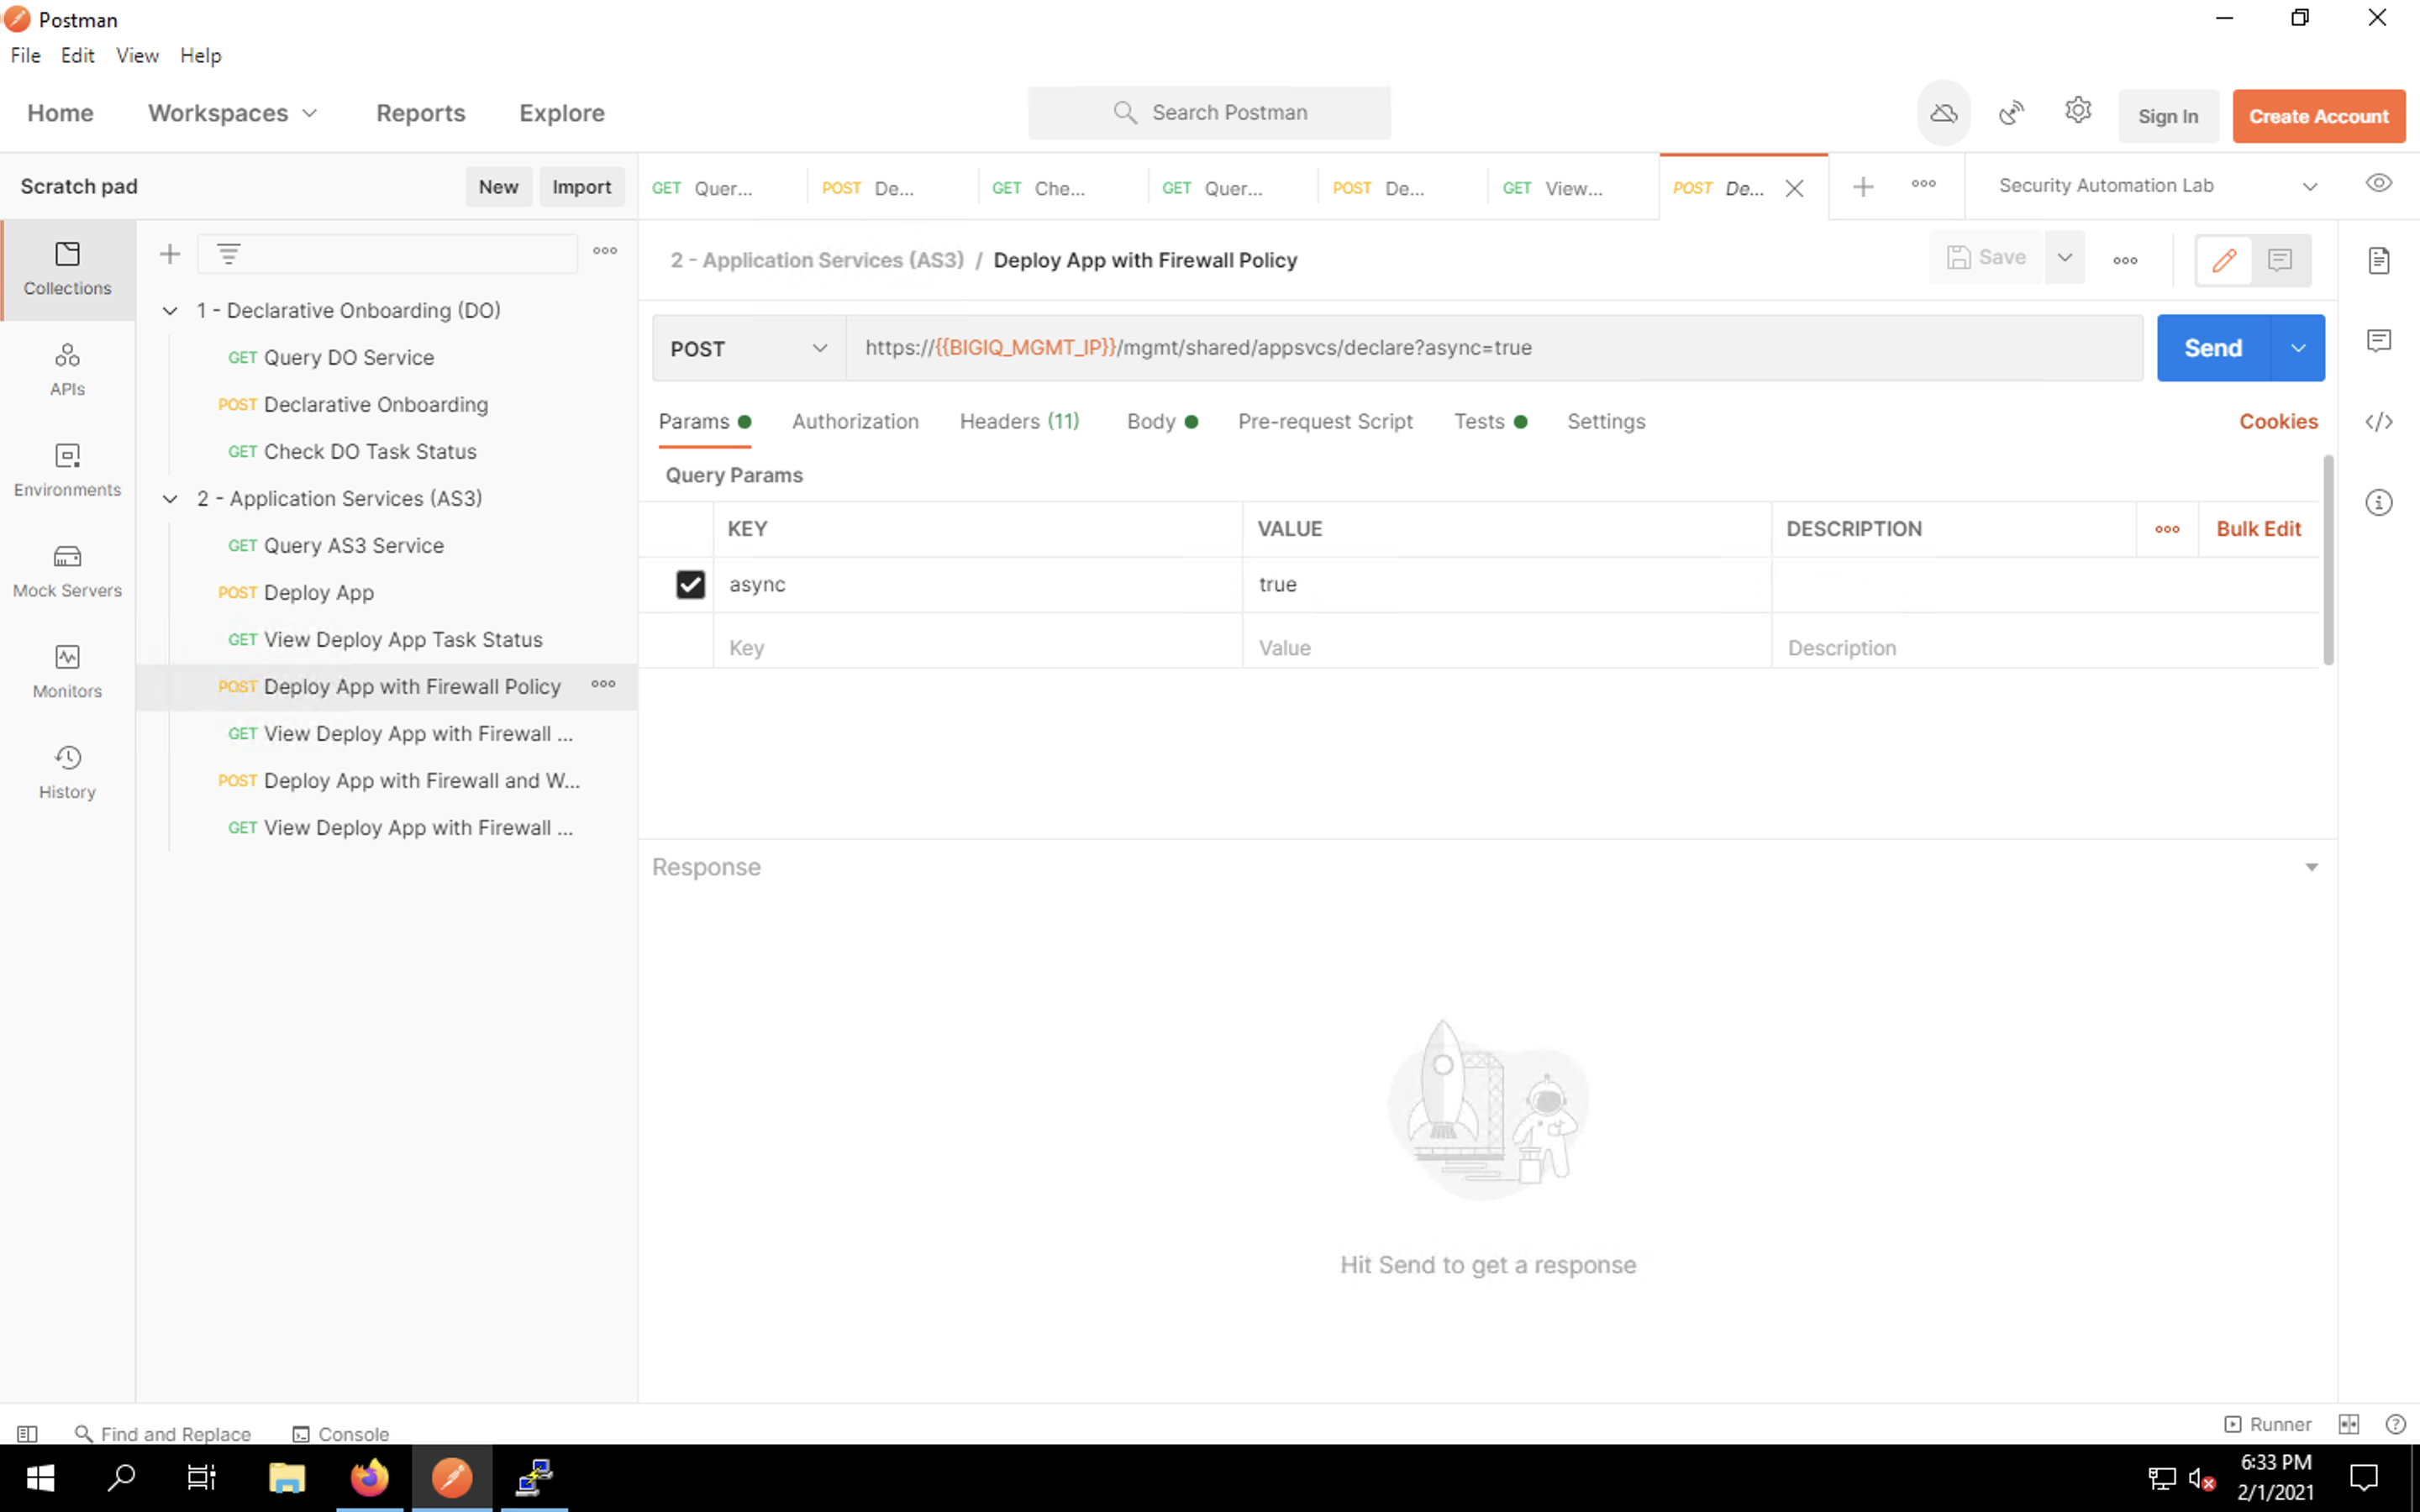 Postman
File Edit View Help
Home Workspaces Reports Explore Search Postman Sign In Create Account
Scratch pad New Import GET Quer... POST De... GET Che... GET Quer... POST De... GET View... POST De... Security Automation Lab
Collections
APIs
Environments
Mock Servers
Monitors
History
1 - Declarative Onboarding (DO)
GET Query DO Service
POST Declarative Onboarding
GET Check DO Task Status
2 - Application Services (AS3)
GET Query AS3 Service
POST Deploy App
GET View Deploy App Task Status
POST Deploy App with Firewall Policy
GET View Deploy App with Firewall ...
POST Deploy App with Firewall and W...
GET View Deploy App with Firewall ...
2 - Application Services (AS3) / Deploy App with Firewall Policy Save
POST https://{{BIGIQ_MGMT_IP}}/mgmt/shared/appsvcs/declare?async=true Send
Params Authorization Headers (11) Body Pre-request Script Tests Settings Cookies
Query Params
KEY VALUE DESCRIPTION Bulk Edit
async true
Key Value Description
Response
Hit Send to get a response
Find and Replace Console Runner
6:33 PM
2/1/2021